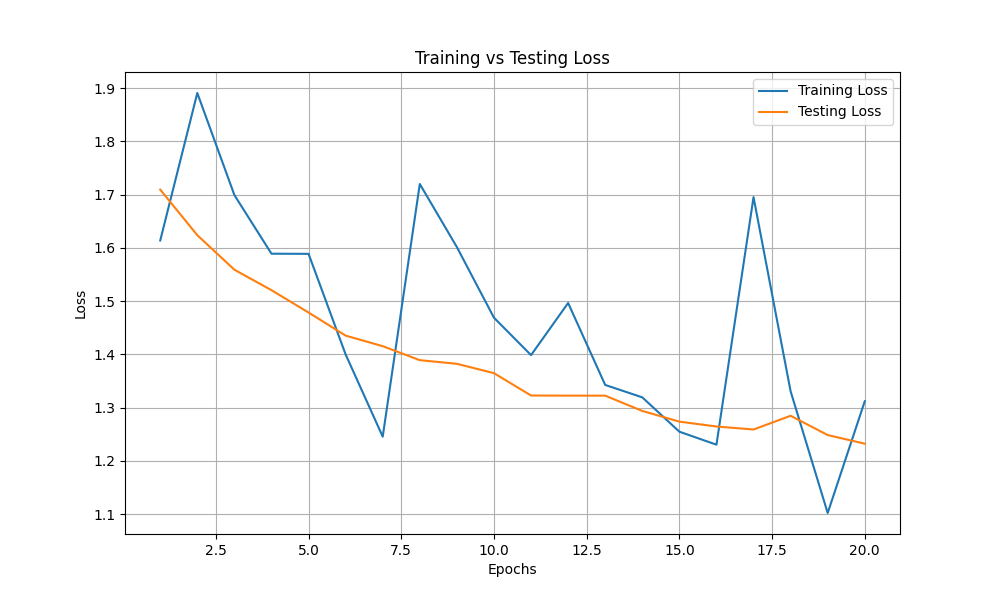 Training vs Testing Loss
Training Loss
Testing Loss
1.9
1.8
1.7
1.6
1.5
1.4
1.3
1.2
1.1
Loss
2.5 5.0 7.5 10.0 12.5 15.0 17.5 20.0
Epochs